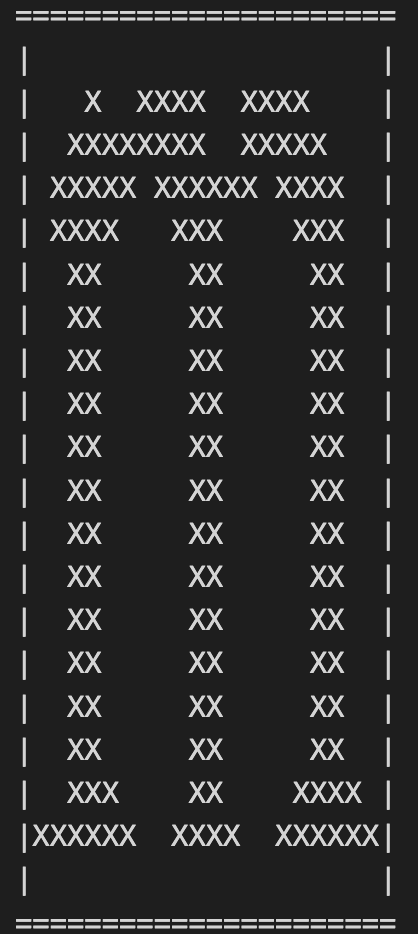 ======================
|                    |
|   X  XXXX  XXXX    |
|  XXXXXXXX  XXXXX   |
| XXXXX XXXXXX XXXX  |
| XXXX   XXX    XXX  |
|  XX     XX     XX  |
|  XX     XX     XX  |
|  XX     XX     XX  |
|  XX     XX     XX  |
|  XX     XX     XX  |
|  XX     XX     XX  |
|  XX     XX     XX  |
|  XX     XX     XX  |
|  XX     XX     XX  |
|  XX     XX     XX  |
|  XX     XX     XX  |
|  XX     XX     XX  |
|  XXX    XX    XXXX |
|XXXXXX  XXXX  XXXXXX|
|                    |
======================